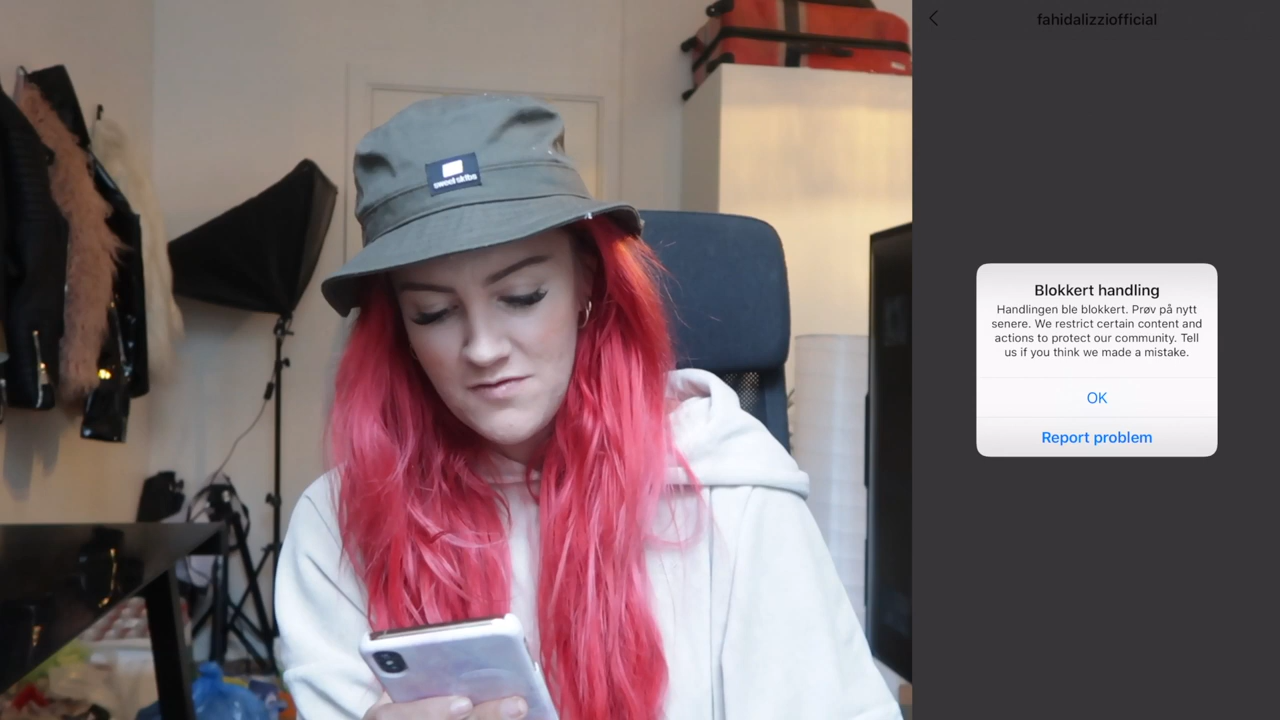 sweet sktbs
fahidalizziofficial
Blokkert handling
Handlingen ble blokkert. Prøv på nytt
senere. We restrict certain content and
actions to protect our community. Tell
us if you think we made a mistake.
OK
Report problem